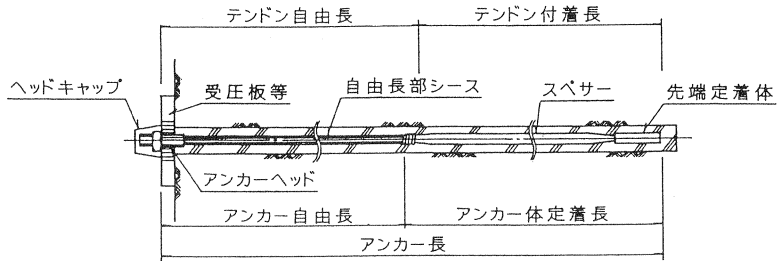 テンドン自由長
テンドン付着長
ヘッドキャップ
受圧板等
自由長部シース
スペサー
先端定着体
アンカーヘッド
アンカー自由長
アンカー体定着長
アンカー長